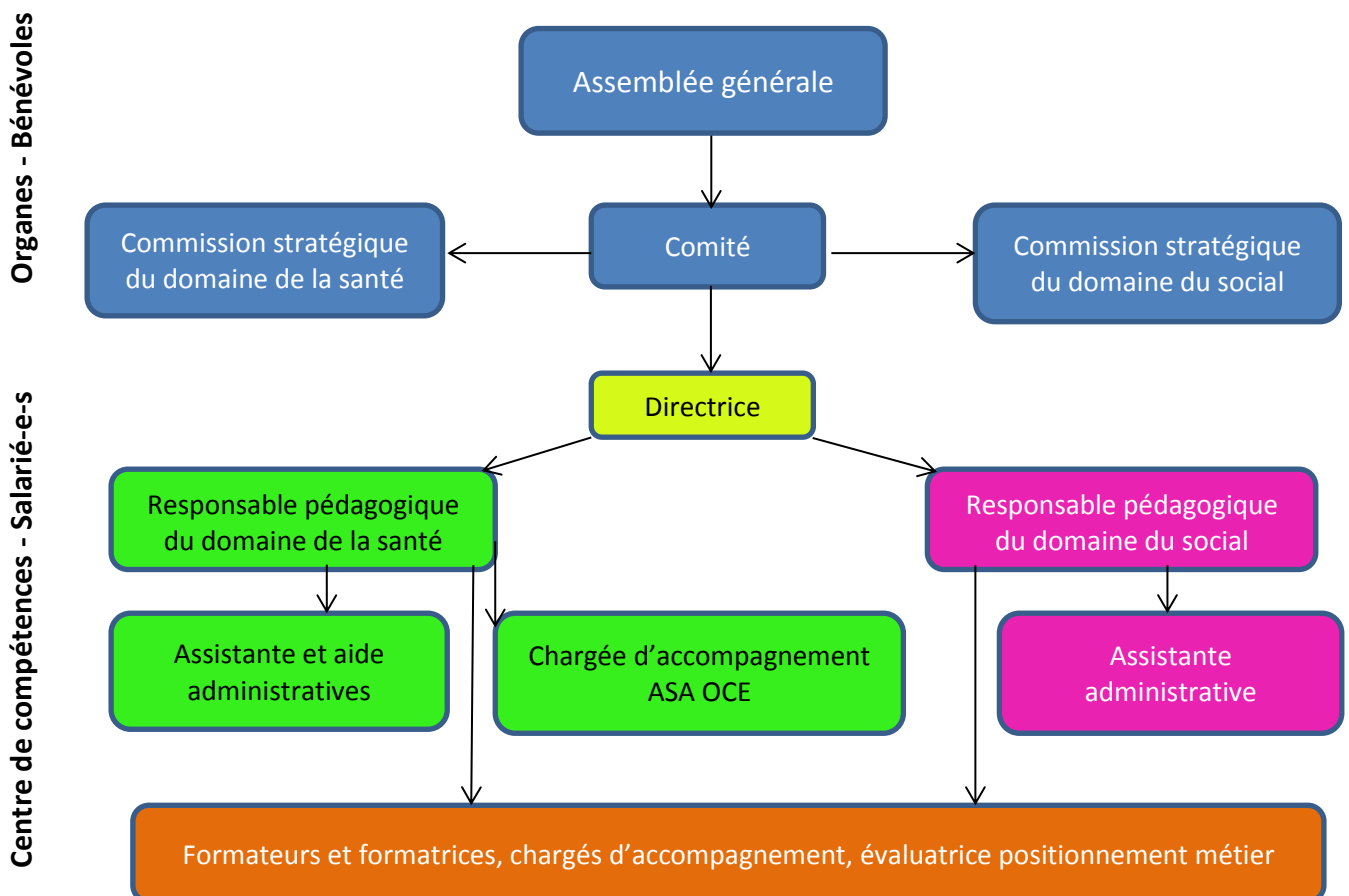 Organes - Bénévoles
Assemblée générale
Commission stratégique
du domaine de la santé
Comité
Commission stratégique
du domaine du social
Centre de compétences - Salarié-e-s
Directrice
Responsable pédagogique
du domaine de la santé
Responsable pédagogique
du domaine du social
Assistante et aide
administratives
Chargée d’accompagnement
ASA OCE
Assistante
administrative
Formateurs et formatrices, chargés d’accompagnement, évaluatrice positionnement métier